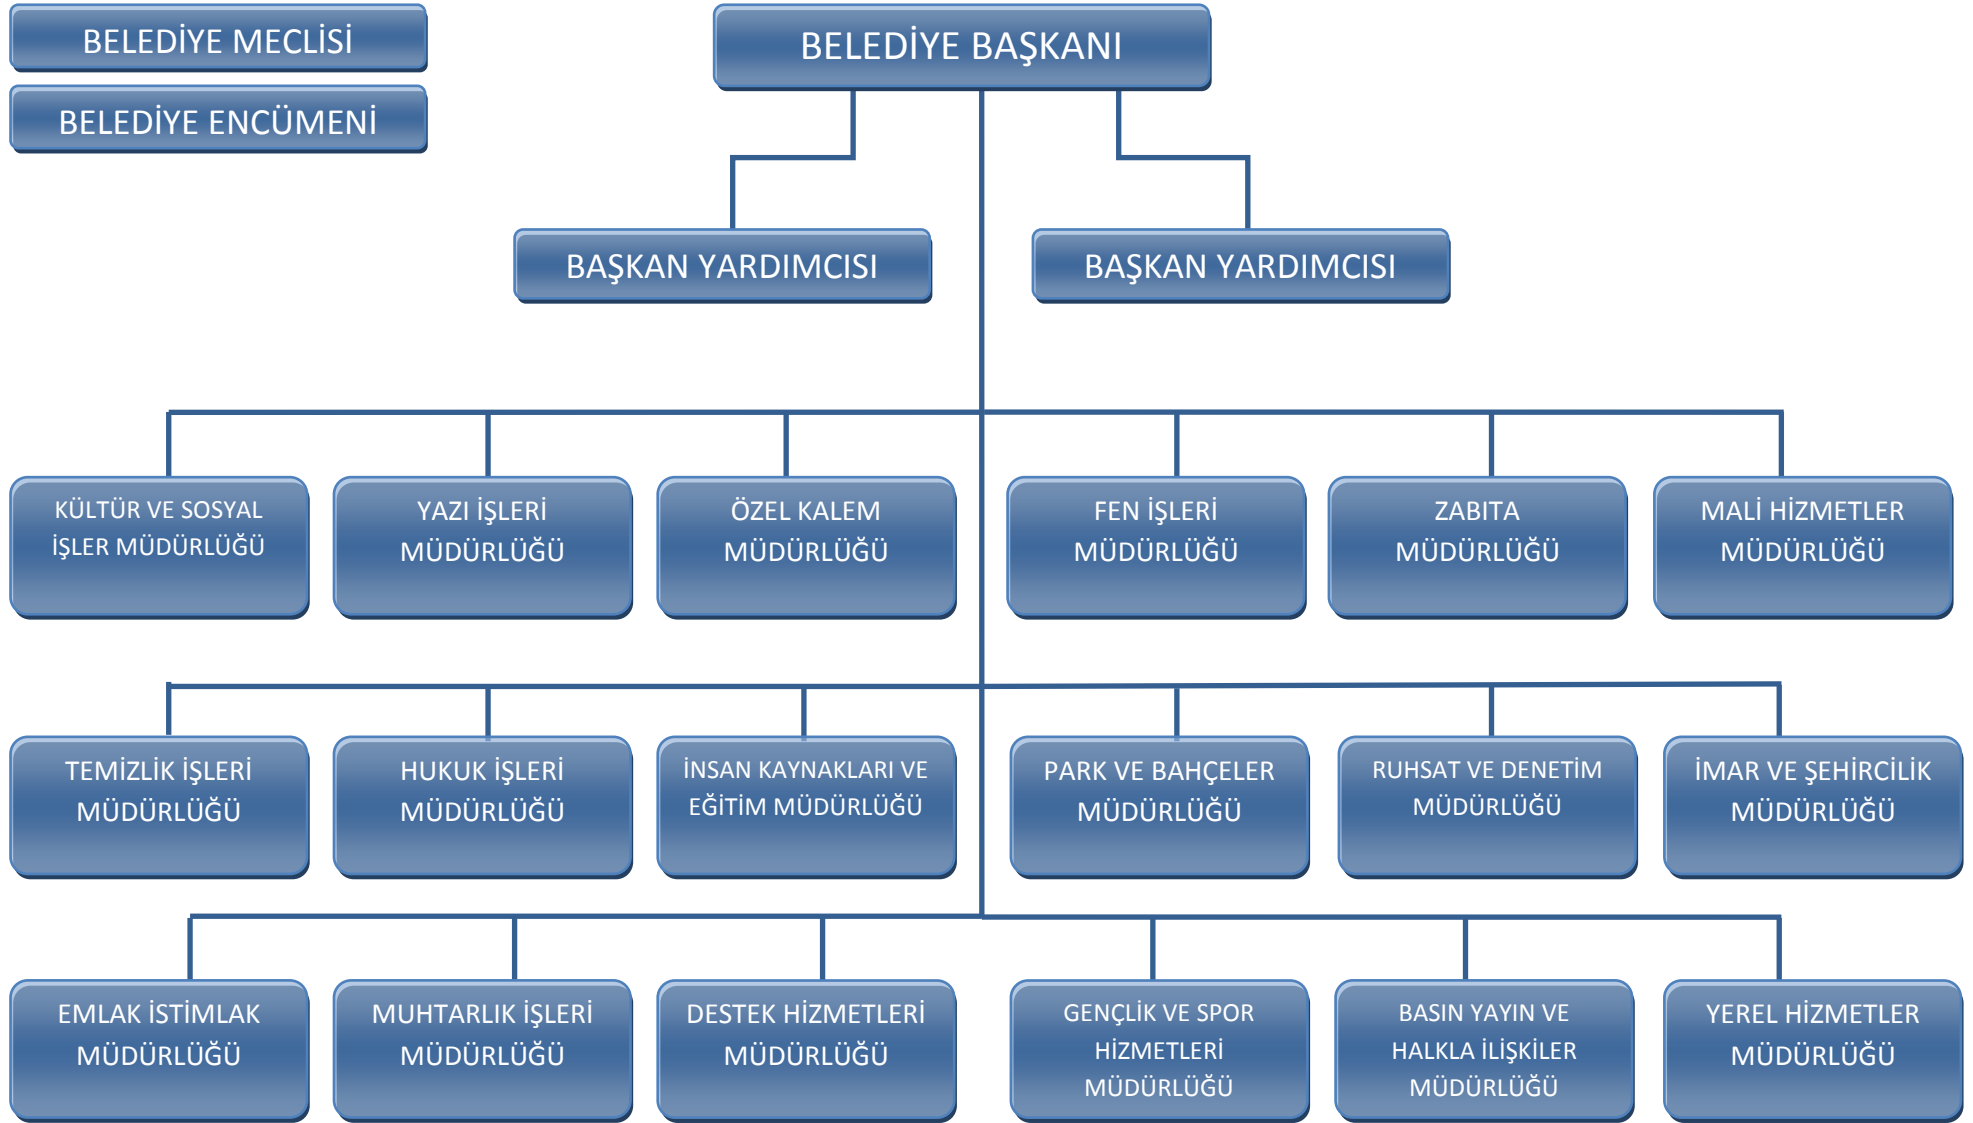 BELEDİYE MECLİSİ
BELEDİYE BAŞKANI
BELEDİYE ENCÜMENİ
BAŞKAN YARDIMCISI
BAŞKAN YARDIMCISI
KÜLTÜR VE SOSYAL
İŞLER MÜDÜRLÜĞÜ
YAZI İŞLERİ
MÜDÜRLÜĞÜ
ÖZEL KALEM
MÜDÜRLÜĞÜ
FEN İŞLERİ
MÜDÜRLÜĞÜ
ZABITA
MÜDÜRLÜĞÜ
MALİ HİZMETLER
MÜDÜRLÜĞÜ
TEMİZLİK İŞLERİ
MÜDÜRLÜĞÜ
HUKUK İŞLERİ
MÜDÜRLÜĞÜ
İNSAN KAYNAKLARI VE
EĞİTİM MÜDÜRLÜĞÜ
PARK VE BAHÇELER
MÜDÜRLÜĞÜ
RUHSAT VE DENETİM
MÜDÜRLÜĞÜ
İMAR VE ŞEHİRCİLİK
MÜDÜRLÜĞÜ
EMLAK İSTİMLAK
MÜDÜRLÜĞÜ
MUHTARLIK İŞLERİ
MÜDÜRLÜĞÜ
DESTEK HİZMETLERİ
MÜDÜRLÜĞÜ
GENÇLİK VE SPOR
HİZMETLERİ
MÜDÜRLÜĞÜ
BASIN YAYIN VE
HALKLA İLİŞKİLER
MÜDÜRLÜĞÜ
YEREL HİZMETLER
MÜDÜRLÜĞÜ